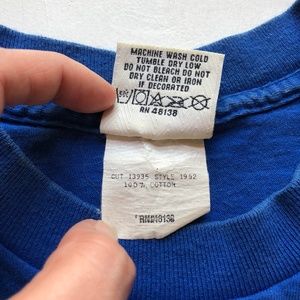 MACHINE WASH COLD
TUMBLE DRY LOW
DO NOT BLEACH DO NOT
DRY CLEAN OR IRON
IF DECORATED
RN 48138
CUT 13935 STYLE 1992
100% COTTON